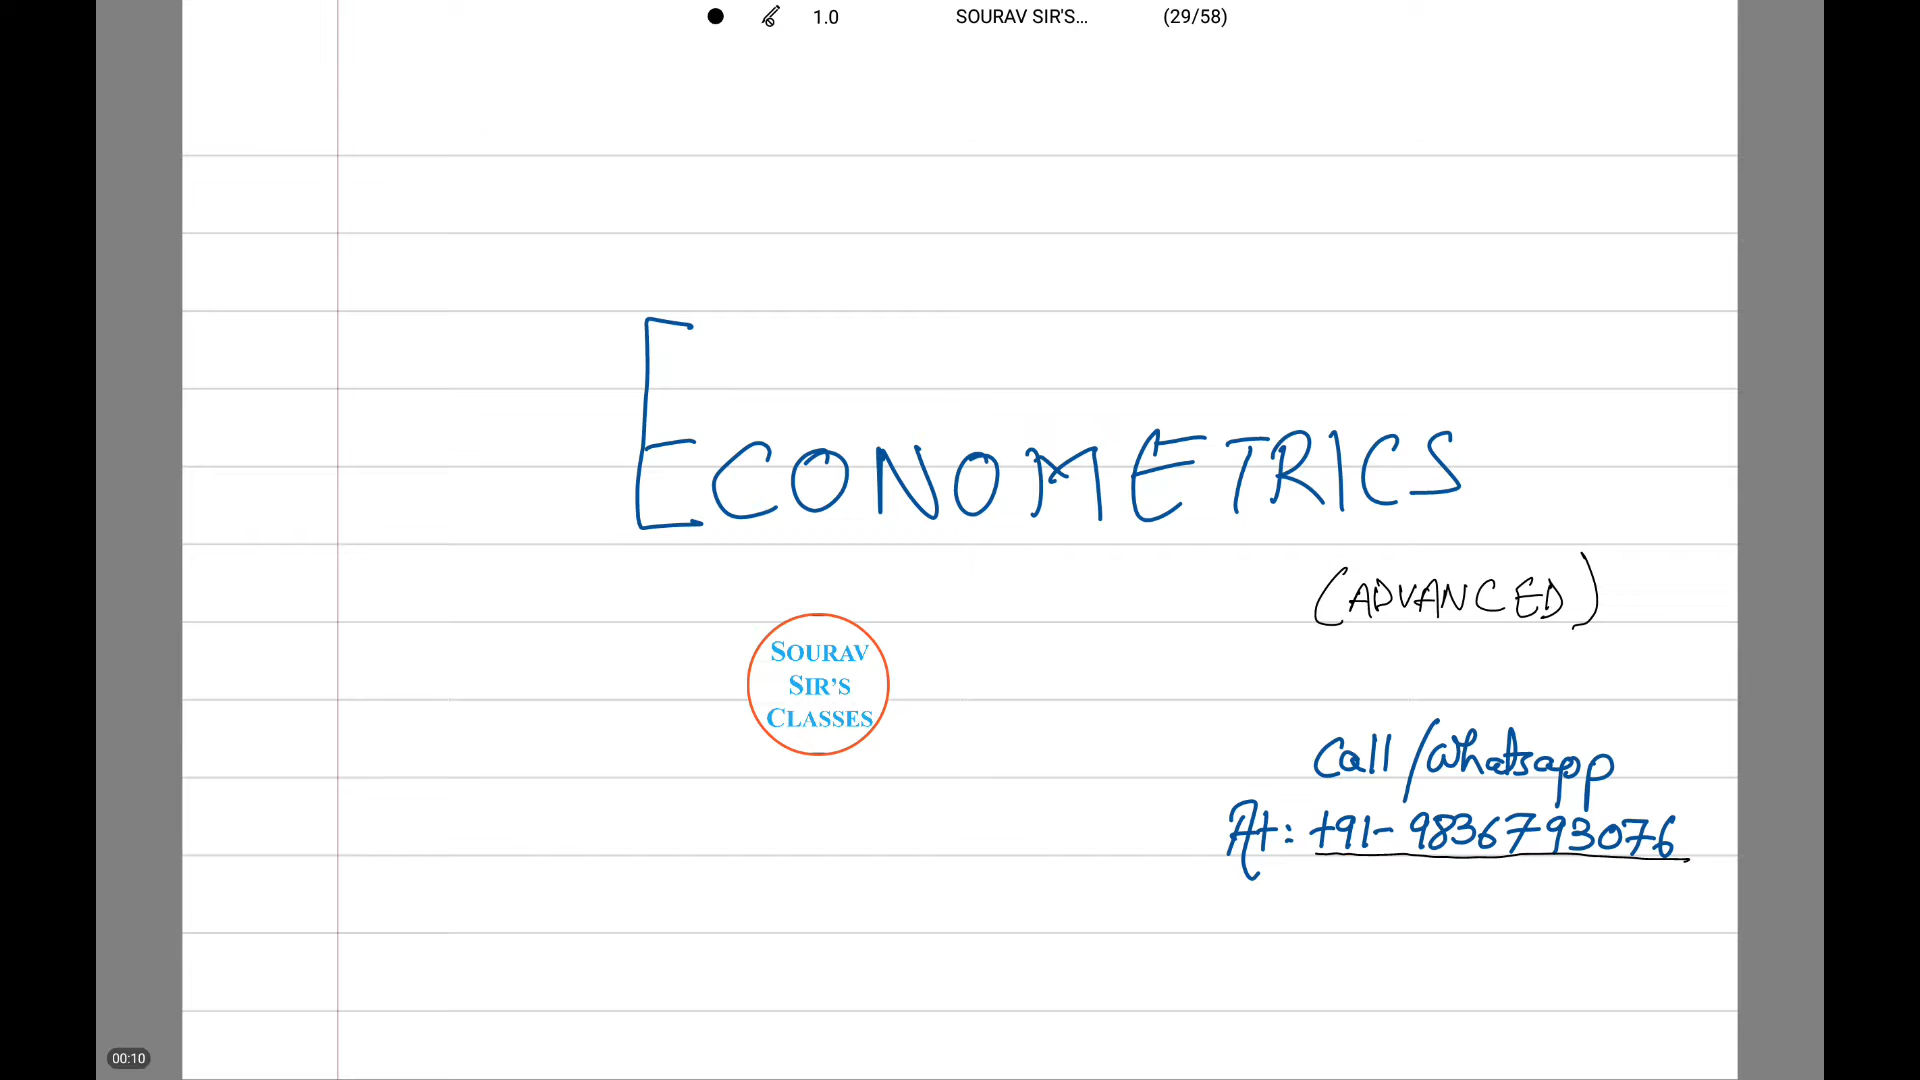 1.0 SOURAV SIR'S... (29/58)
ECONOMETRICS
(ADVANCED)
SOURAV
SIR'S
CLASSES
Call/Whatsapp
At: +91-9836793076
00:10